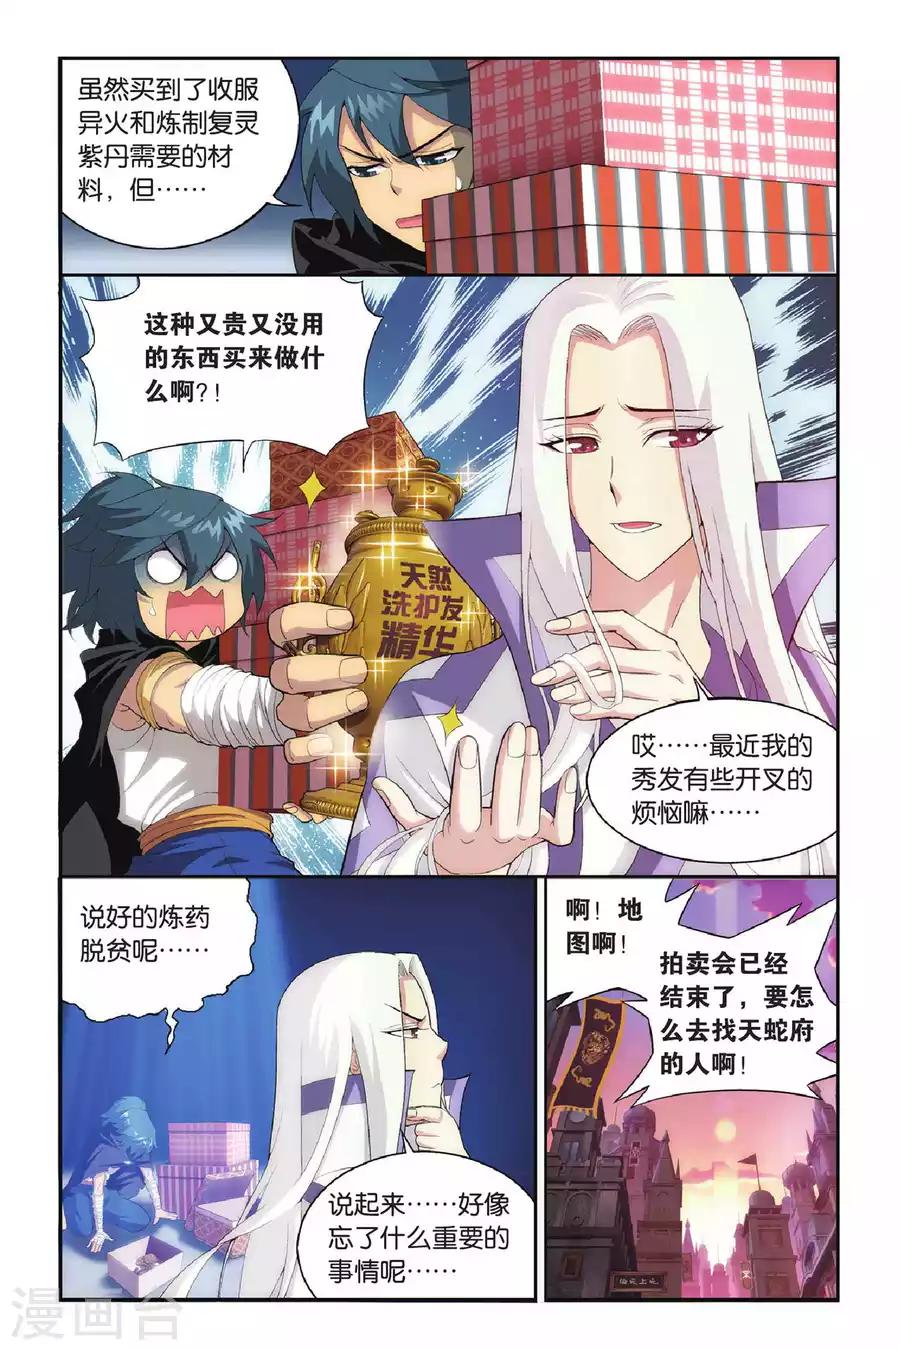 虽然买到了收服
异火和炼制复灵
紫丹需要的材
料，但……
这种又贵又没用
的东西买来做什
么啊?!
天然
洗护发
精华
哎……最近我的
秀发有些开叉的
烦恼嘛……
说好的炼药
脱贫呢……
说起来……好像
忘了什么重要的
事情呢……
啊！地
图啊！
拍卖会已经
结束了，要怎
么去找天蛇府
的人啊！
漫画台